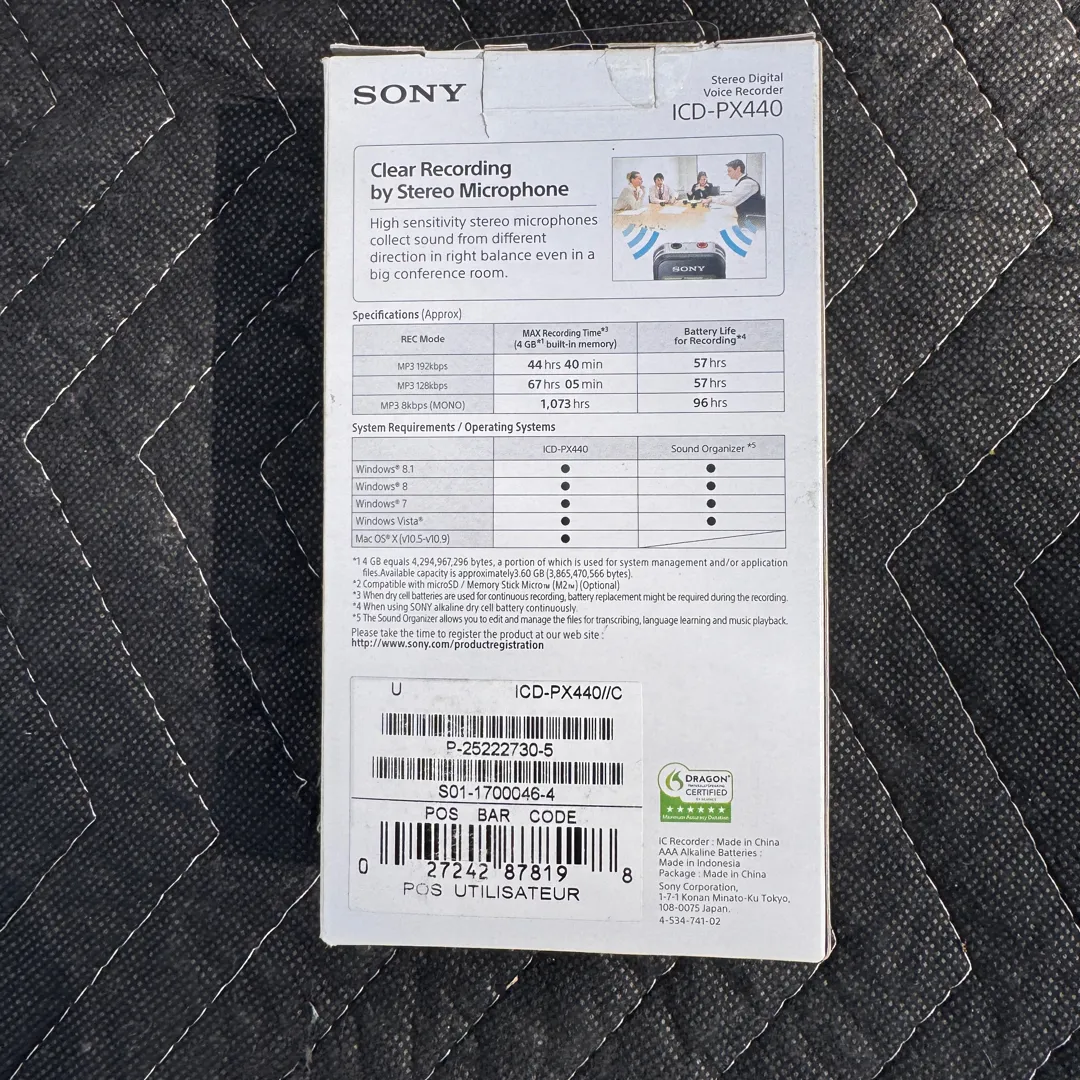 SONY
Stereo Digital
Voice Recorder
ICD-PX440
Clear Recording
by Stereo Microphone
High sensitivity stereo microphones
collect sound from different
direction in right balance even in a
big conference room.
SONY
Specifications (Approx)
REC Mode MAX Recording Time*3 (4 GB*1 built-in memory) Battery Life for Recording*4
MP3 192kbps 44 hrs 40 min 57 hrs
MP3 128kbps 67 hrs 05 min 57 hrs
MP3 8kbps (MONO) 1,073 hrs 96 hrs
System Requirements / Operating Systems
ICD-PX440 Sound Organizer *5
Windows® 8.1 ● ●
Windows® 8 ● ●
Windows® 7 ● ●
Windows Vista® ● ●
Mac OS® X (v10.5-v10.9) ●
*1 4 GB equals 4,294,967,296 bytes, a portion of which is used for system management and/or application
files.Available capacity is approximately3.60 GB (3,865,470,566 bytes).
*2 Compatible with microSD / Memory Stick Micro™ (M2™) (Optional)
*3 When dry cell batteries are used for continuous recording, battery replacement might be required during the recording.
*4 When using SONY alkaline dry cell battery continuously.
*5 The Sound Organizer allows you to edit and manage the files for transcribing, language learning and music playback.
Please take the time to register the product at our web site :
http://www.sony.com/productregistration
U ICD-PX440//C
P-25222730-5
S01-1700046-4
POS BAR CODE
0 27242 87819 8
POS UTILISATEUR
DRAGON®
NATURALLYSPEAKING
CERTIFIED
BY NUANCE
Maximum Accuracy Dictation
IC Recorder : Made in China
AAA Alkaline Batteries :
Made in Indonesia
Package : Made in China
Sony Corporation,
1-7-1 Konan Minato-Ku Tokyo,
108-0075 Japan.
4-534-741-02